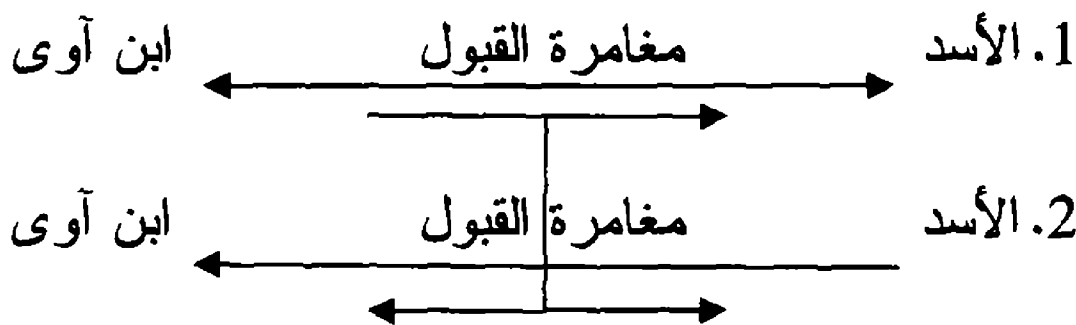 1. الأسد مغامرة القبول ابن آوى
2. الأسد مغامرة القبول ابن آوى